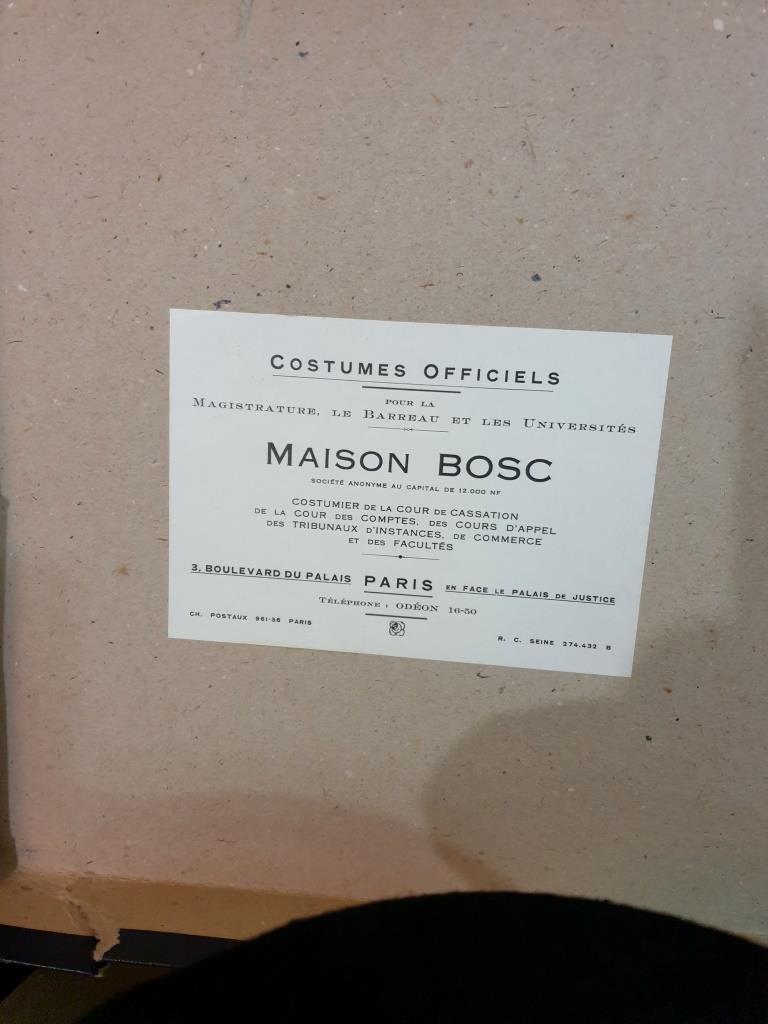 COSTUMES OFFICIELS
POUR LA
MAGISTRATURE, LE BARREAU ET LES UNIVERSITÉS
MAISON BOSC
SOCIÉTÉ ANONYME AU CAPITAL DE 12.000 NF
COSTUMIER DE LA COUR DE CASSATION
DE LA COUR DES COMPTES, DES COURS D'APPEL
DES TRIBUNAUX D'INSTANCES, DE COMMERCE
ET DES FACULTÉS
3, BOULEVARD DU PALAIS PARIS EN FACE LE PALAIS DE JUSTICE
TÉLÉPHONE : ODÉON 16-50
CH. POSTAUX 961-36 PARIS
R. C. SEINE 274.432 B